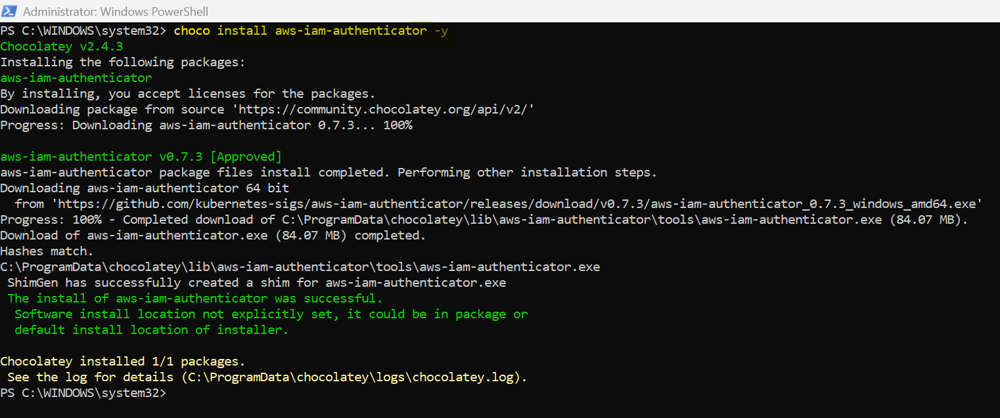 Administrator: Windows PowerShell
PS C:\WINDOWS\system32> choco install aws-iam-authenticator -y
Chocolatey v2.4.3
Installing the following packages:
aws-iam-authenticator
By installing, you accept licenses for the packages.
Downloading package from source 'https://community.chocolatey.org/api/v2/'
Progress: Downloading aws-iam-authenticator 0.7.3... 100%
aws-iam-authenticator v0.7.3 [Approved]
aws-iam-authenticator package files install completed. Performing other installation steps.
Downloading aws-iam-authenticator 64 bit
  from 'https://github.com/kubernetes-sigs/aws-iam-authenticator/releases/download/v0.7.3/aws-iam-authenticator_0.7.3_windows_amd64.exe'
Progress: 100% - Completed download of C:\ProgramData\chocolatey\lib\aws-iam-authenticator\tools\aws-iam-authenticator.exe (84.07 MB).
Download of aws-iam-authenticator.exe (84.07 MB) completed.
Hashes match.
C:\ProgramData\chocolatey\lib\aws-iam-authenticator\tools\aws-iam-authenticator.exe
 ShimGen has successfully created a shim for aws-iam-authenticator.exe
 The install of aws-iam-authenticator was successful.
  Software install location not explicitly set, it could be in package or
  default install location of installer.
Chocolatey installed 1/1 packages.
 See the log for details (C:\ProgramData\chocolatey\logs\chocolatey.log).
PS C:\WINDOWS\system32>